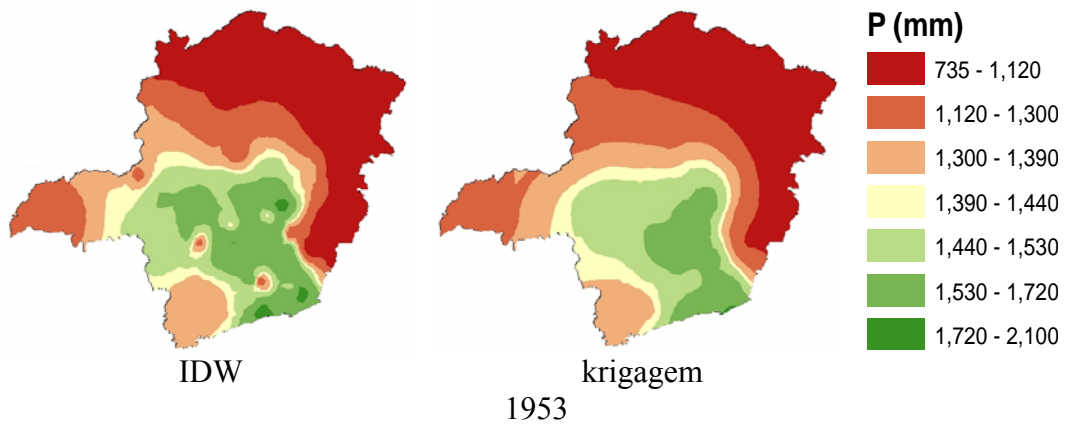 P (mm)
735 - 1,120
1,120 - 1,300
1,300 - 1,390
1,390 - 1,440
1,440 - 1,530
1,530 - 1,720
1,720 - 2,100
IDW
krigagem
1953